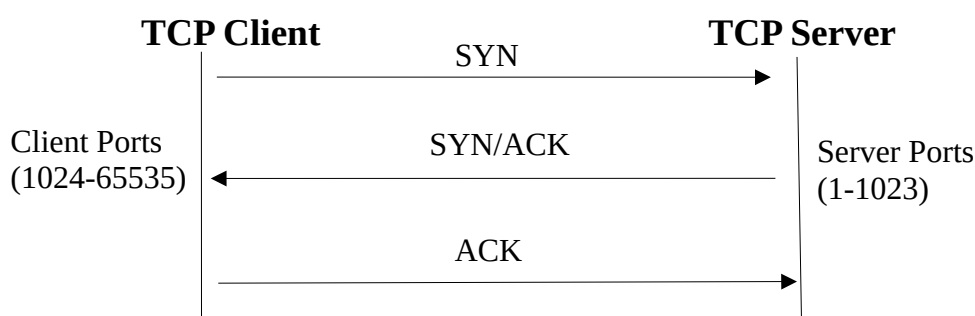 TCP Client
TCP Server
SYN
Client Ports
(1024-65535)
SYN/ACK
Server Ports
(1-1023)
ACK